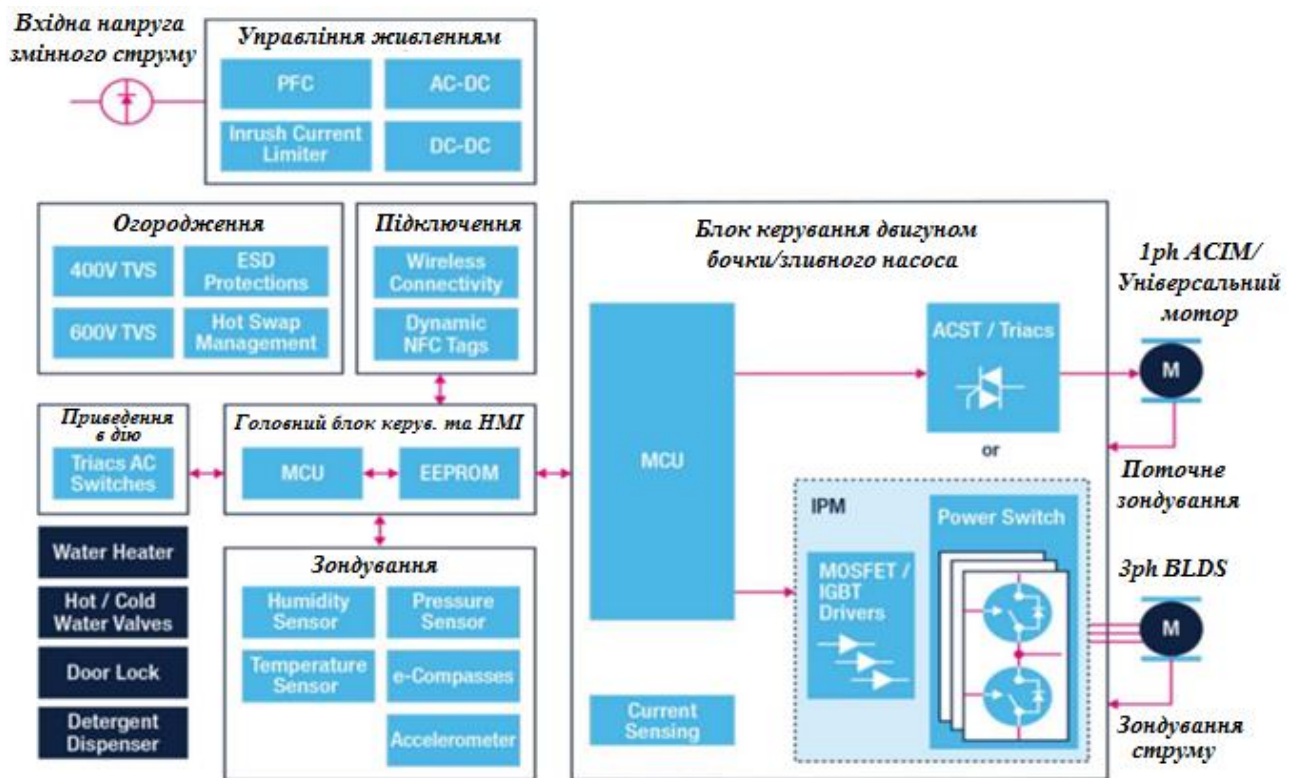 Вхідна напруга
змінного струму
Управління живленням
PFC
AC-DC
Inrush Current
Limiter
DC-DC
Огородження
400V TVS
ESD
Protections
600V TVS
Hot Swap
Management
Підключення
Wireless
Connectivity
Dynamic
NFC Tags
Блок керування двигуном
бочки/зливного насоса
MCU
ACST / Triacs
or
IPM
MOSFET /
IGBT
Drivers
Power Switch
Current
Sensing
1ph ACIM/
Універсальний
мотор
M
Поточне
зондування
3ph BLDS
M
Зондування
струму
Приведення
в дію
Triacs AC
Switches
Головний блок керув. та HMI
MCU
EEPROM
Water Heater
Hot / Cold
Water Valves
Door Lock
Detergent
Dispenser
Зондування
Humidity
Sensor
Pressure
Sensor
Temperature
Sensor
e-Compasses
Accelerometer